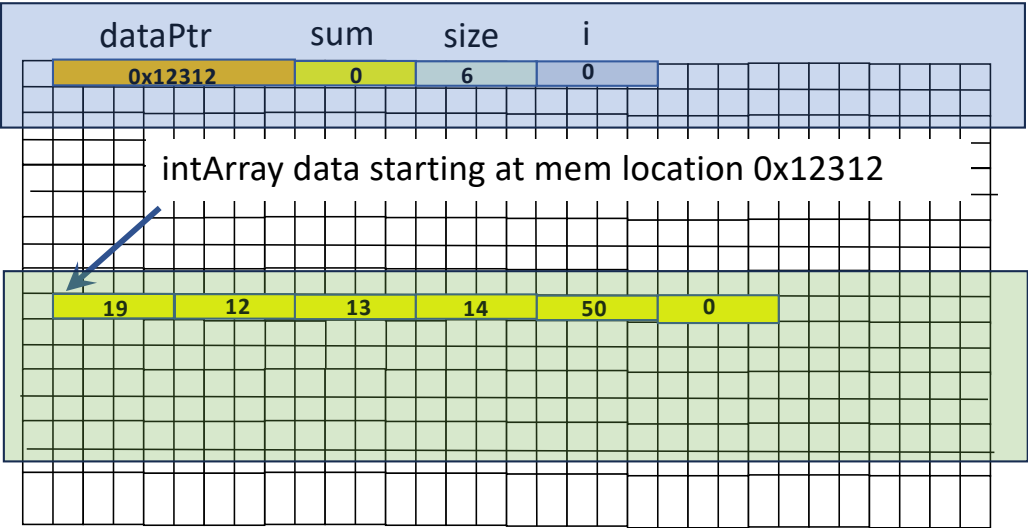 dataPtr sum size i
0x12312 0 6 0
intArray data starting at mem location 0x12312
19 12 13 14 50 0